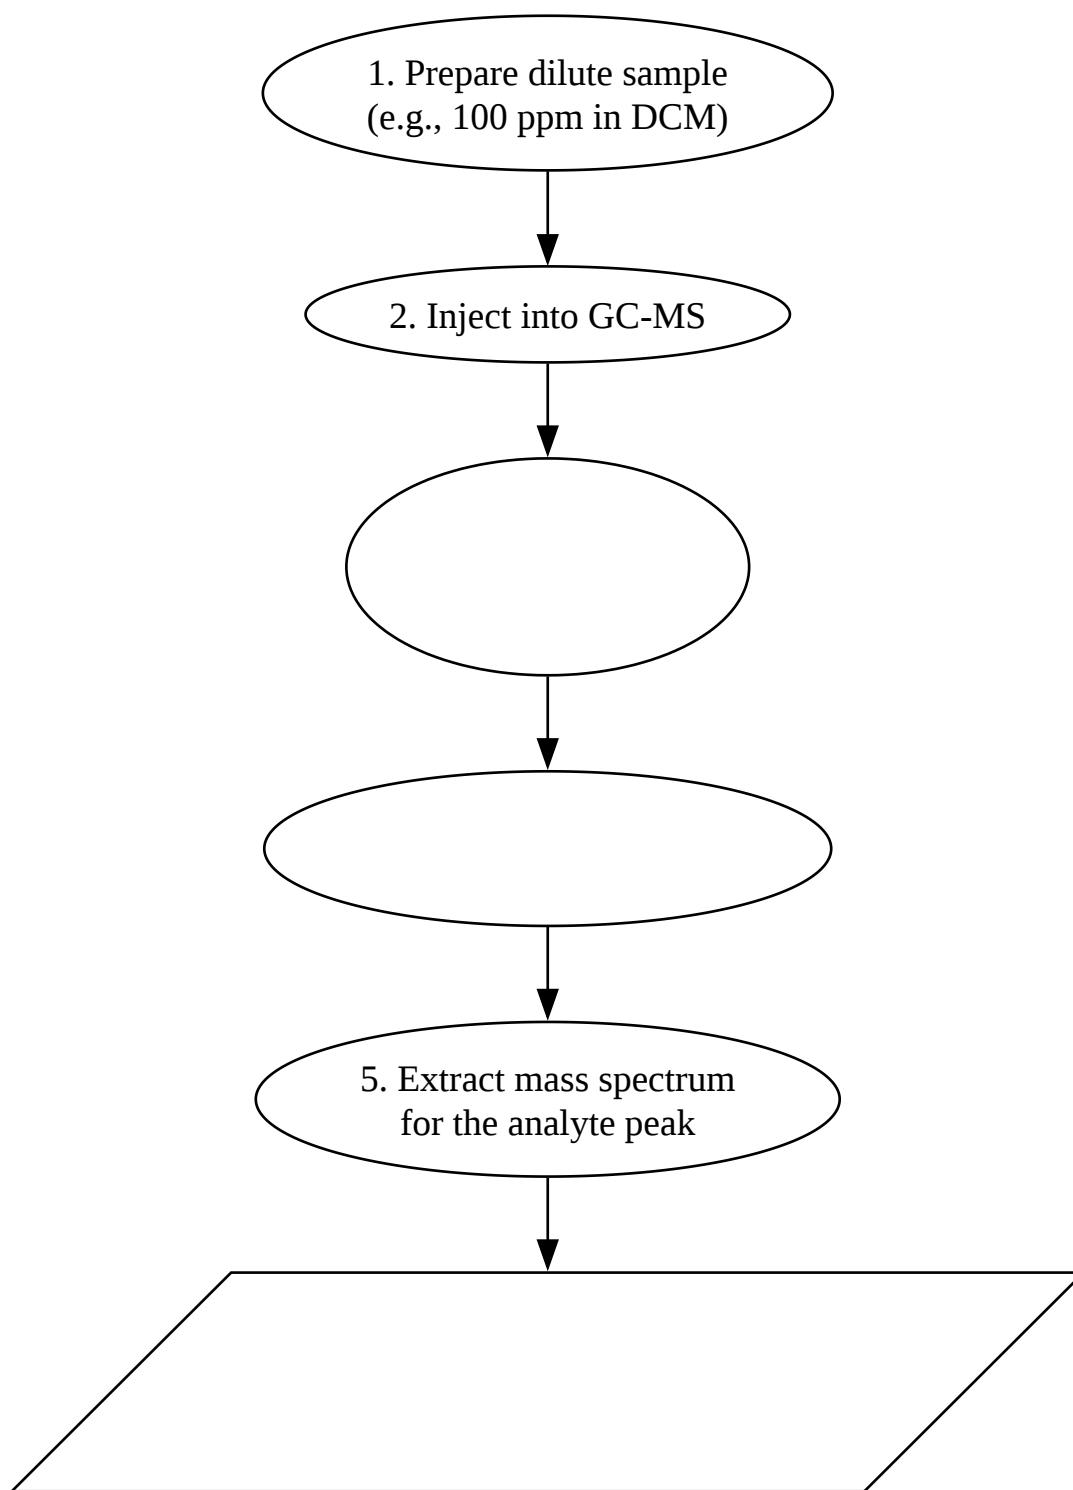 1. Prepare dilute sample
(e.g., 100 ppm in DCM)
2. Inject into GC-MS
5. Extract mass spectrum
for the analyte peak